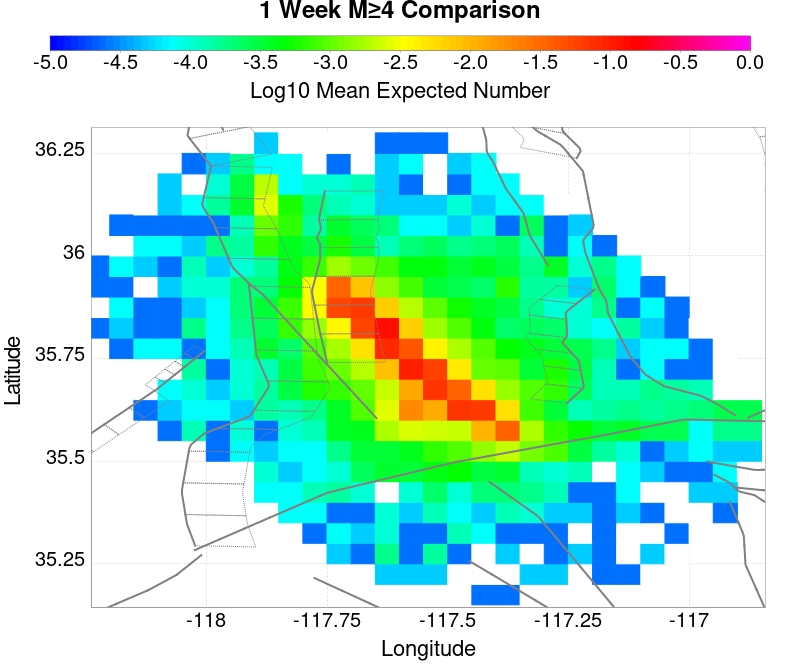 1 Week M≥4 Comparison
-5.0 -4.5 -4.0 -3.5 -3.0 -2.5 -2.0 -1.5 -1.0 -0.5 0.0
Log10 Mean Expected Number
36.25
36
35.75
35.5
35.25
Latitude
-118 -117.75 -117.5 -117.25 -117
Longitude